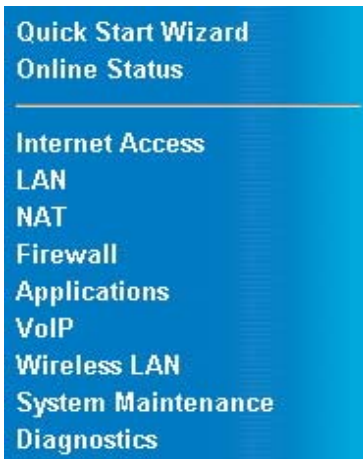 Quick Start Wizard
Online Status
Internet Access
LAN
NAT
Firewall
Applications
VoIP
Wireless LAN
System Maintenance
Diagnostics